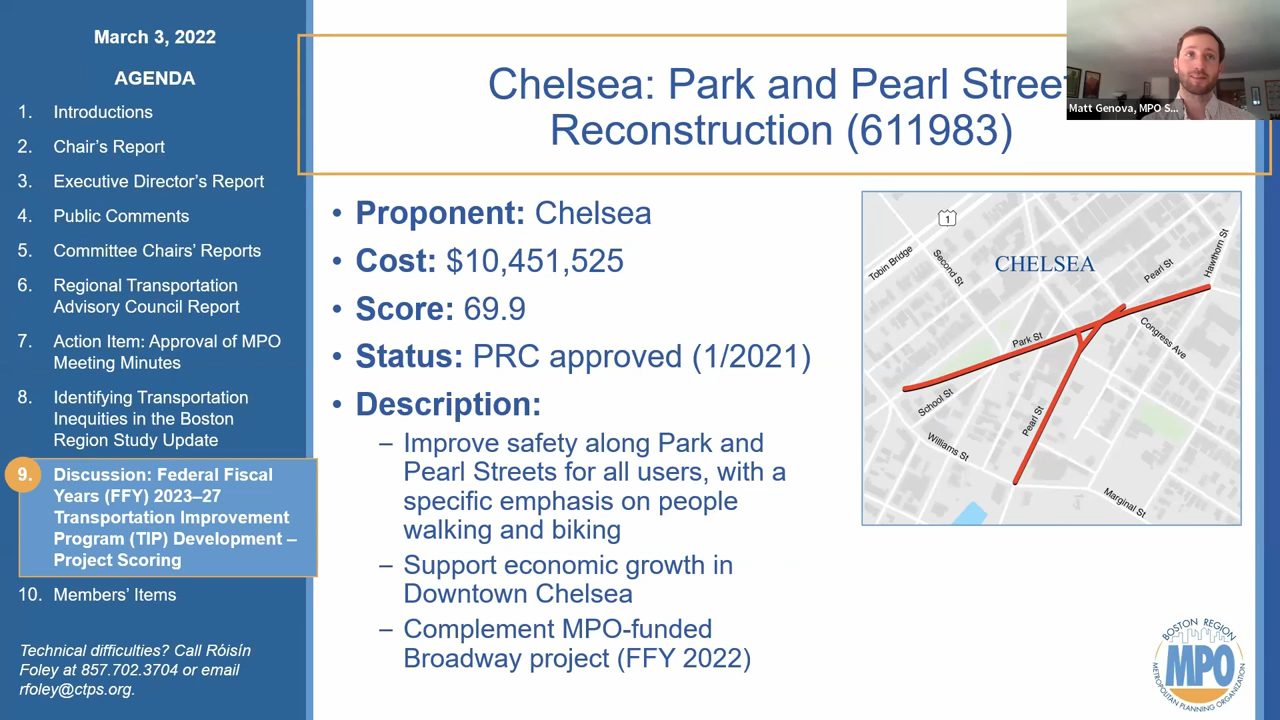 March 3, 2022
AGENDA
1. Introductions
2. Chair's Report
3. Executive Director's Report
4. Public Comments
5. Committee Chairs' Reports
6. Regional Transportation
Advisory Council Report
7. Action Item: Approval of MPO
Meeting Minutes
8. Identifying Transportation
Inequities in the Boston
Region Study Update
9. Discussion: Federal Fiscal
Years (FFY) 2023–27
Transportation Improvement
Program (TIP) Development –
Project Scoring
10. Members' Items
Technical difficulties? Call Róisín
Foley at 857.702.3704 or email
rfoley@ctps.org.
Chelsea: Park and Pearl Stree
Reconstruction (611983)
Matt Genova, MPO S...
• Proponent: Chelsea
• Cost: $10,451,525
• Score: 69.9
• Status: PRC approved (1/2021)
• Description:
– Improve safety along Park and
Pearl Streets for all users, with a
specific emphasis on people
walking and biking
– Support economic growth in
Downtown Chelsea
– Complement MPO-funded
Broadway project (FFY 2022)
1
Tobin Bridge
Second St
CHELSEA
Pearl St
Hawthorn St
Park St
Congress Ave
School St
Pearl St
Williams St
Marginal St
BOSTON REGION
MPO
METROPOLITAN PLANNING ORGANIZATION